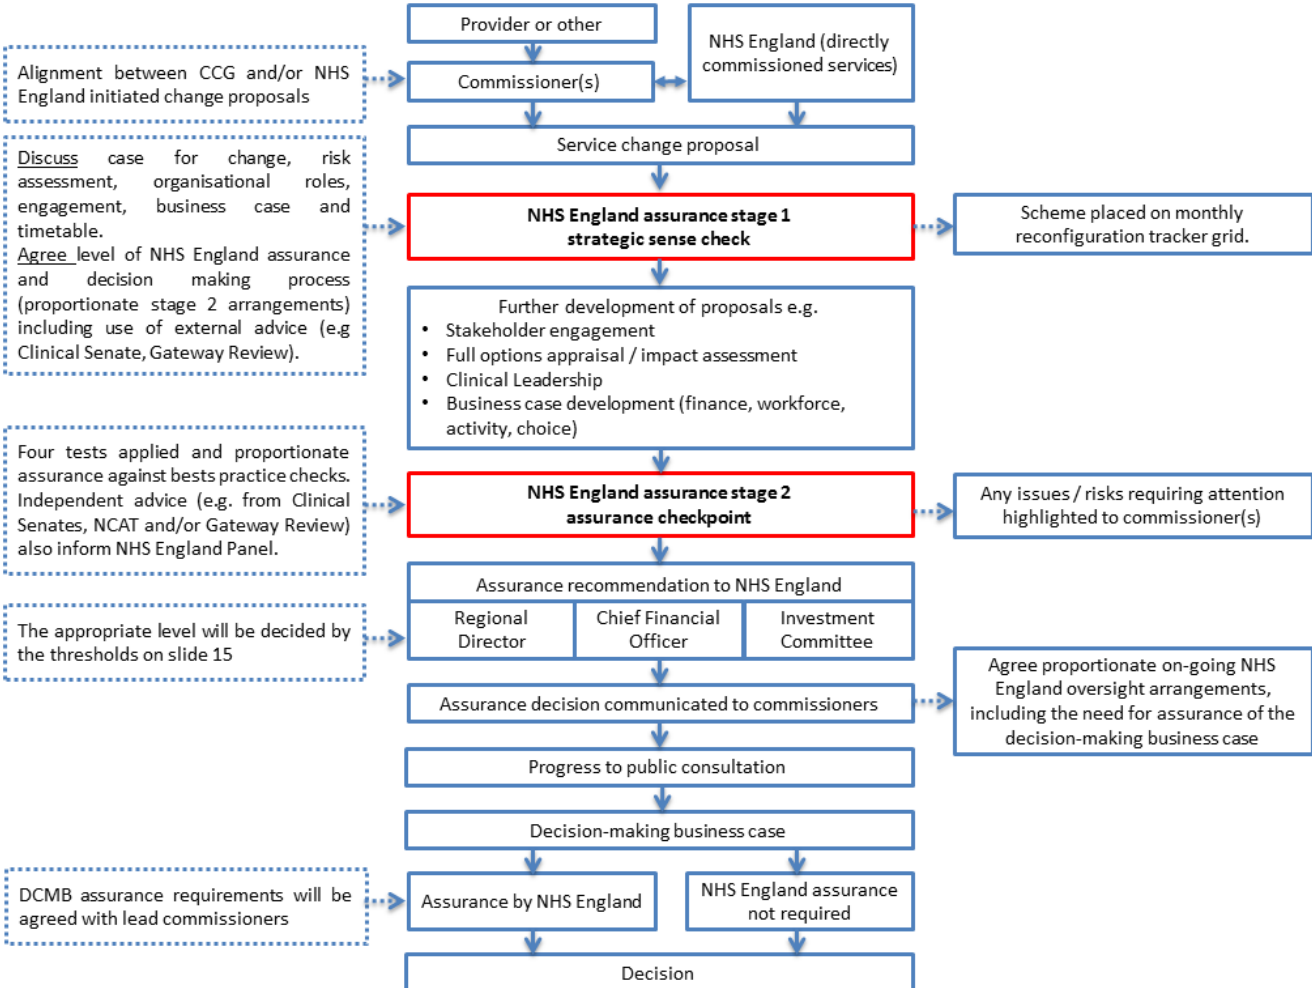 Provider or other
NHS England (directly
commissioned services)
Alignment between CCG and/or NHS
England initiated change proposals
Commissioner(s)
Service change proposal
Discuss case for change, risk
assessment, organisational roles,
engagement, business case and
timetable.
Agree level of NHS England assurance
and decision making process
(proportionate stage 2 arrangements)
including use of external advice (e.g
Clinical Senate, Gateway Review).
NHS England assurance stage 1
strategic sense check
Scheme placed on monthly
reconfiguration tracker grid.
Further development of proposals e.g.
• Stakeholder engagement
• Full options appraisal / impact assessment
• Clinical Leadership
• Business case development (finance, workforce,
activity, choice)
Four tests applied and proportionate
assurance against bests practice checks.
Independent advice (e.g. from Clinical
Senates, NCAT and/or Gateway Review)
also inform NHS England Panel.
NHS England assurance stage 2
assurance checkpoint
Any issues / risks requiring attention
highlighted to commissioner(s)
Assurance recommendation to NHS England
Regional
Director
Chief Financial
Officer
Investment
Committee
The appropriate level will be decided by
the thresholds on slide 15
Assurance decision communicated to commissioners
Agree proportionate on-going NHS
England oversight arrangements,
including the need for assurance of the
decision-making business case
Progress to public consultation
Decision-making business case
DCMB assurance requirements will be
agreed with lead commissioners
Assurance by NHS England
NHS England assurance
not required
Decision